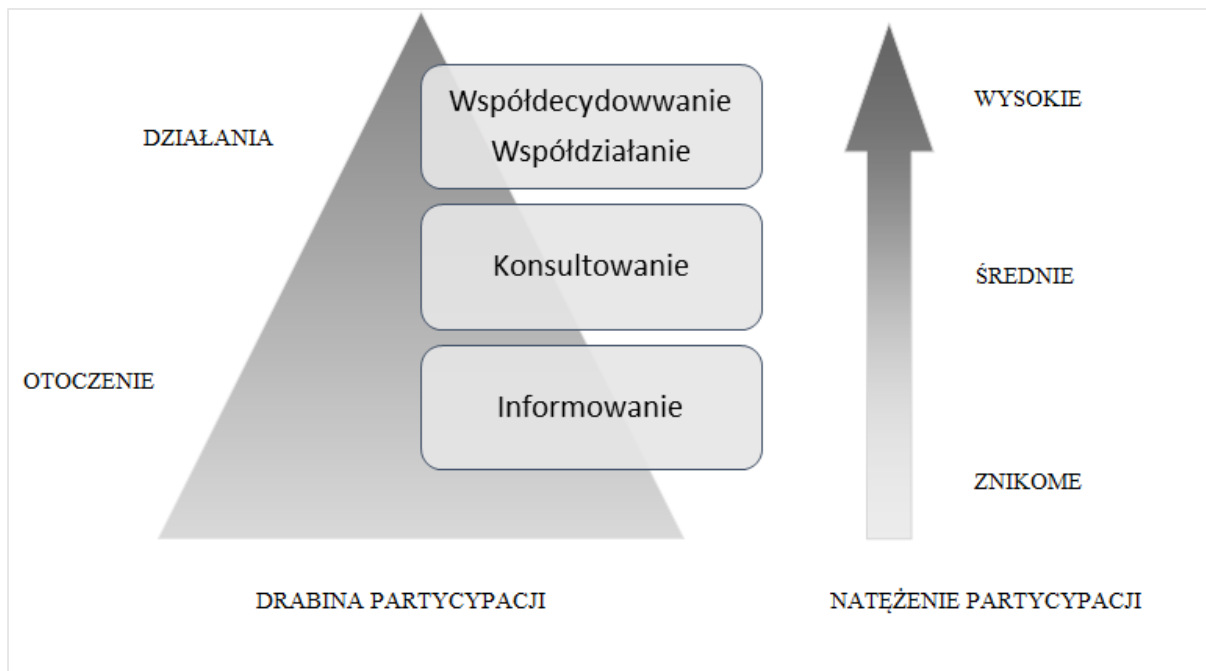 Współdecydowwanie
Współdziałanie
WYSOKIE
DZIAŁANIA
Konsultowanie
ŚREDNIE
OTOCZENIE
Informowanie
ZNIKOME
DRABINA PARTYCYPACJI
NATĘŻENIE PARTYCYPACJI